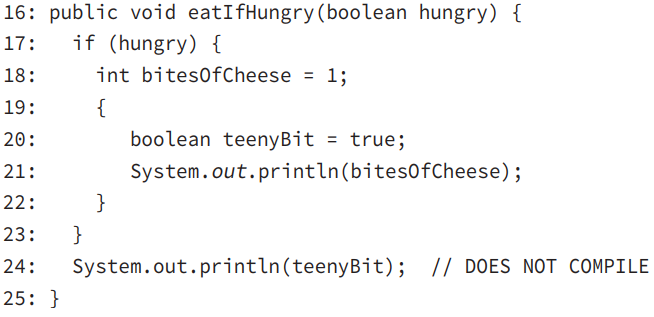 16: public void eatIfHungry(boolean hungry) {
17:   if (hungry) {
18:     int bitesOfCheese = 1;
19:     {
20:        boolean teenyBit = true;
21:        System.out.println(bitesOfCheese);
22:     }
23:   }
24:   System.out.println(teenyBit);  // DOES NOT COMPILE
25: }